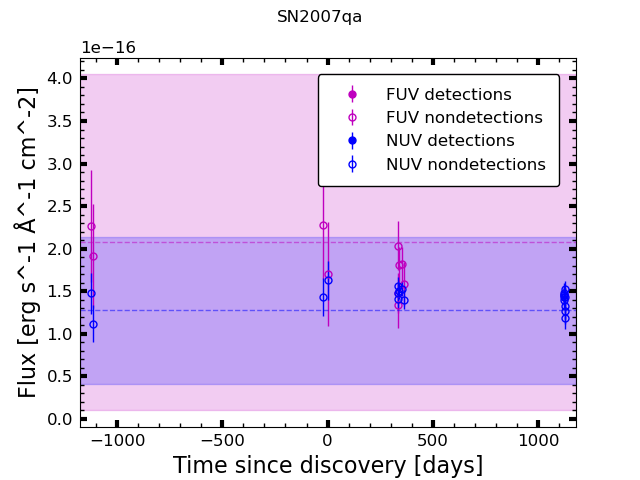 SN2007qa
1e−16
4.0
3.5
3.0
2.5
2.0
1.5
1.0
0.5
0.0
Flux [erg s^-1 Å^-1 cm^-2]
FUV detections
FUV nondetections
NUV detections
NUV nondetections
−1000 −500 0 500 1000
Time since discovery [days]